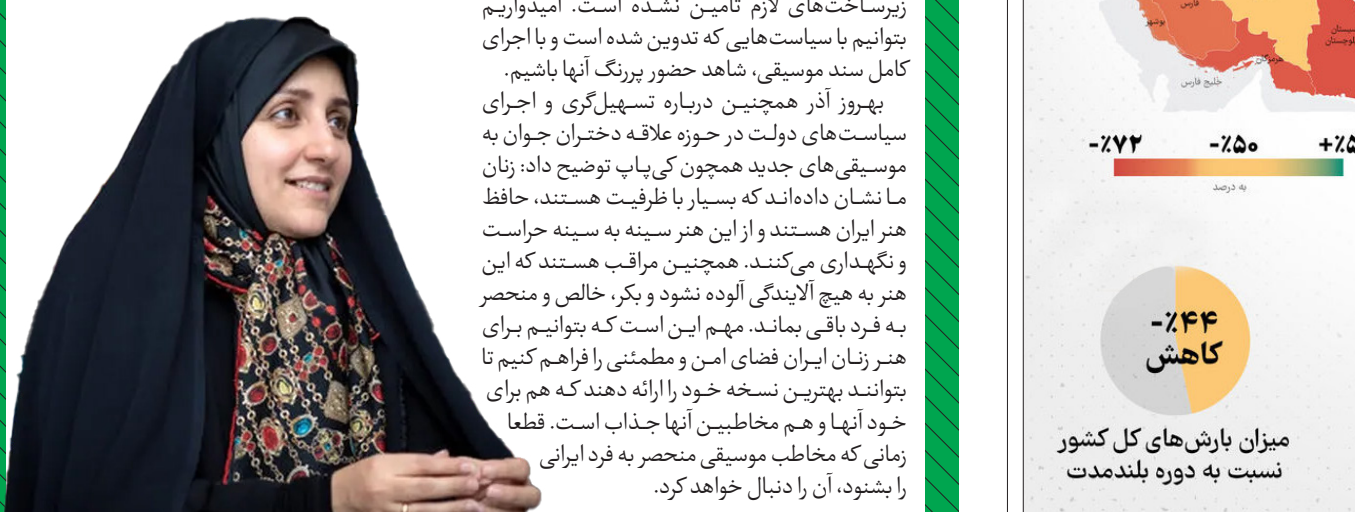 زیرساخت‌های لازم تامین نشده است. امیدواریم
بتوانیم با سیاست‌هایی که تدوین شده است و با اجرای
کامل سند موسیقی، شاهد حضور پررنگ آنها باشیم.
بهروز آذر همچنین درباره تسهیل‌گری و اجرای
سیاست‌های دولت در حوزه علاقه دختران جوان به
موسیقی‌های جدید همچون کی‌پاپ توضیح داد: زنان
ما نشان داده‌اند که بسیار با ظرفیت هستند، حافظ
هنر ایران هستند و از این هنر سینه به سینه حراست
و نگهداری می‌کنند. همچنین مراقب هستند که این
هنر به هیچ آلایندگی آلوده نشود و بکر، خالص و منحصر
به فرد باقی بماند. مهم این است که بتوانیم برای
هنر زنان ایران فضای امن و مطمئنی را فراهم کنیم تا
بتوانند بهترین نسخه خود را ارائه دهند که هم برای
خود آنها و هم مخاطبین آنها جذاب است. قطعا
زمانی که مخاطب موسیقی منحصر به فرد ایرانی
را بشنود، آن را دنبال خواهد کرد.
فارس
بوشهر
هرمزگان
خلیج فارس
-٪۷۲
-٪۵۰
به درصد
-٪۴۴
کاهش
میزان بارش‌های کل کشور
نسبت به دوره بلندمدت